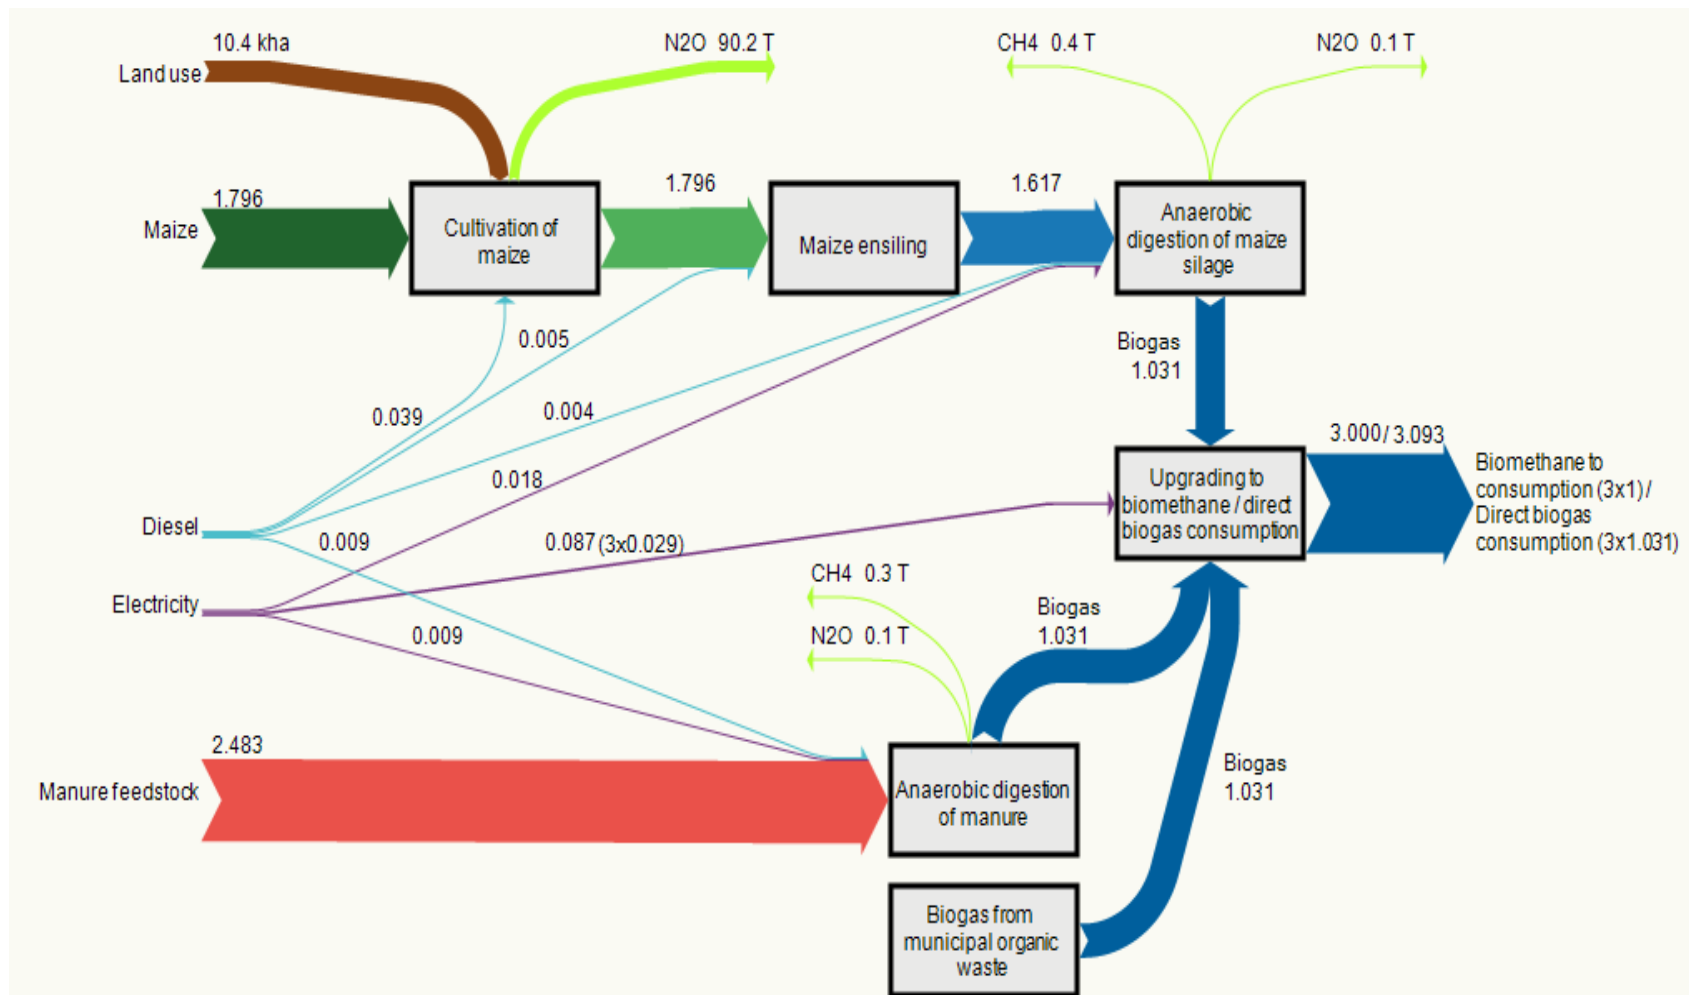 10.4 kha
N2O 90.2 T
CH4 0.4 T
N2O 0.1 T
Land use
1.796
Maize
Cultivation of
maize
1.796
Maize ensiling
1.617
Anaerobic
digestion of maize
silage
0.005
0.039
0.004
0.018
Biogas
1.031
3.000 / 3.093
Upgrading to
biomethane / direct
biogas consumption
Biomethane to
consumption (3x1) /
Direct biogas
consumption (3x1.031)
Diesel
0.009
0.087 (3x0.029)
Electricity
0.009
CH4 0.3 T
N2O 0.1 T
Biogas
1.031
2.483
Manure feedstock
Anaerobic digestion
of manure
Biogas
1.031
Biogas from
municipal organic
waste